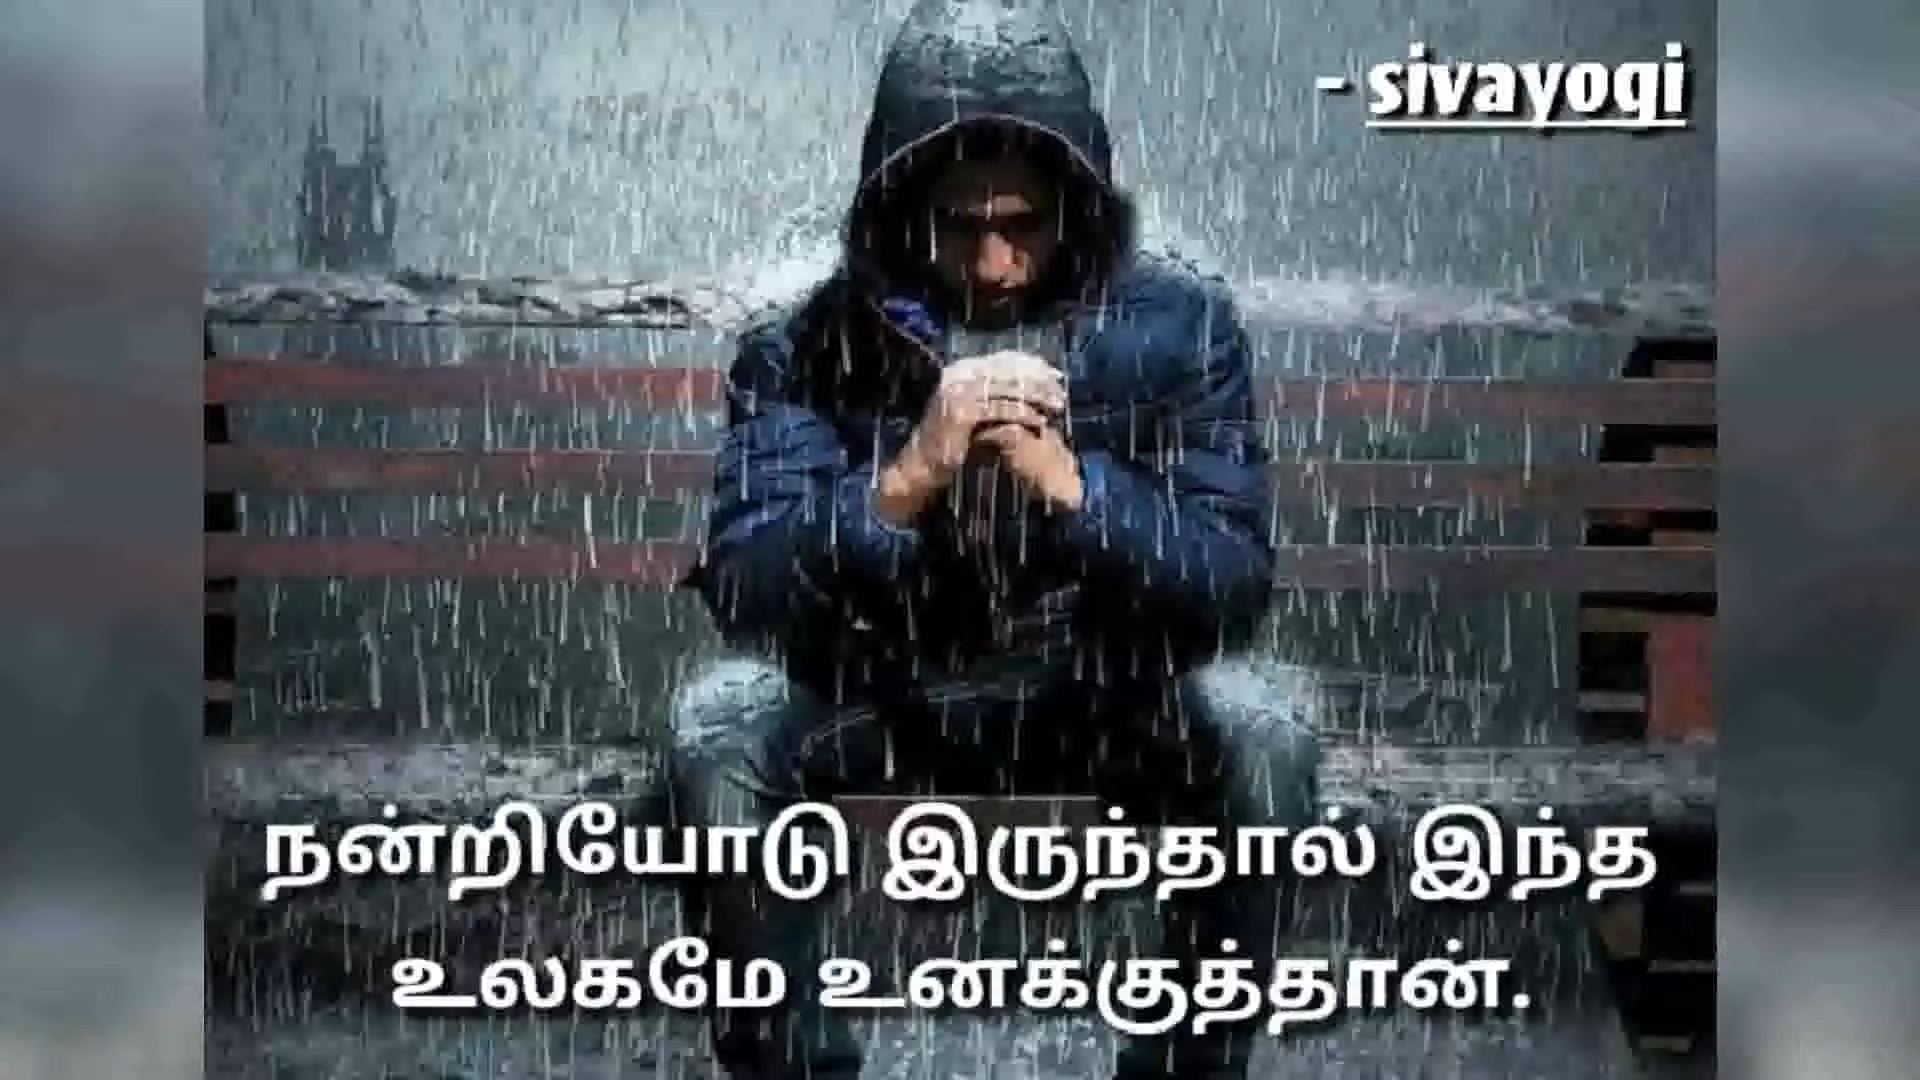 - sivayogi
நன்றியோடு இருந்தால் இந்த
உலகமே உனக்குத்தான்.